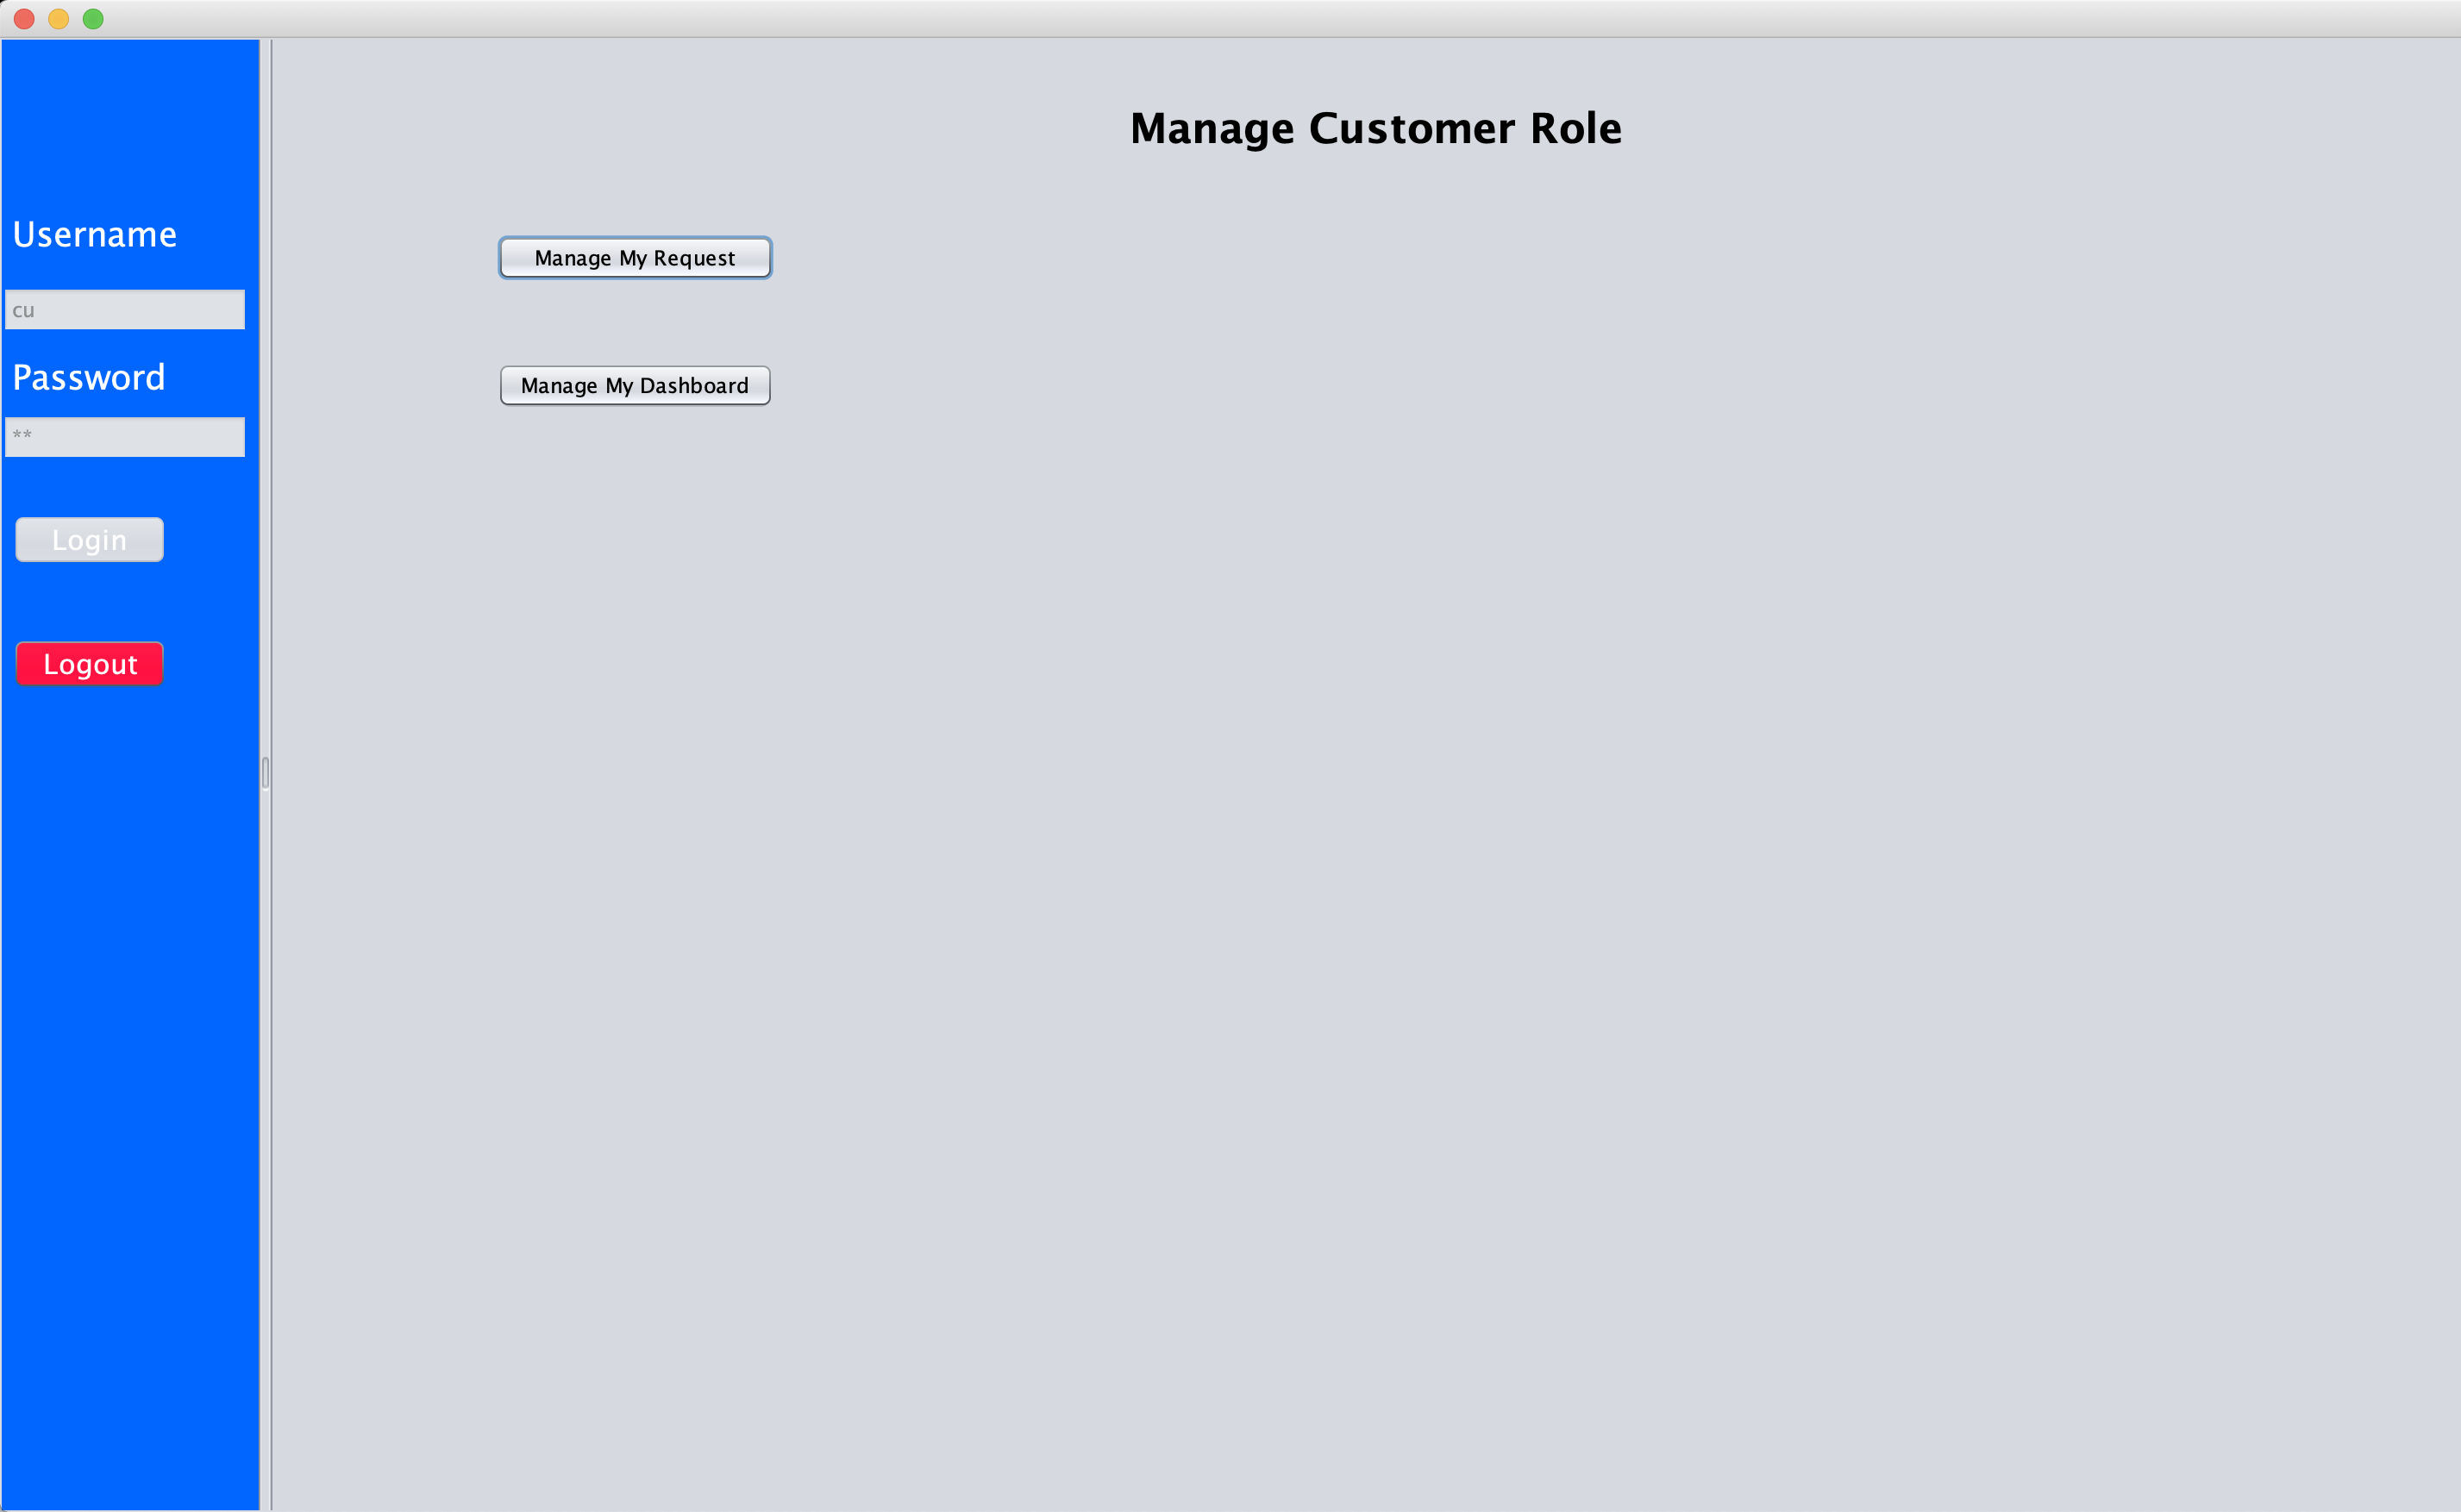 Manage Customer Role
Username
Manage My Request
cu
Password
Manage My Dashboard
**
Login
Logout